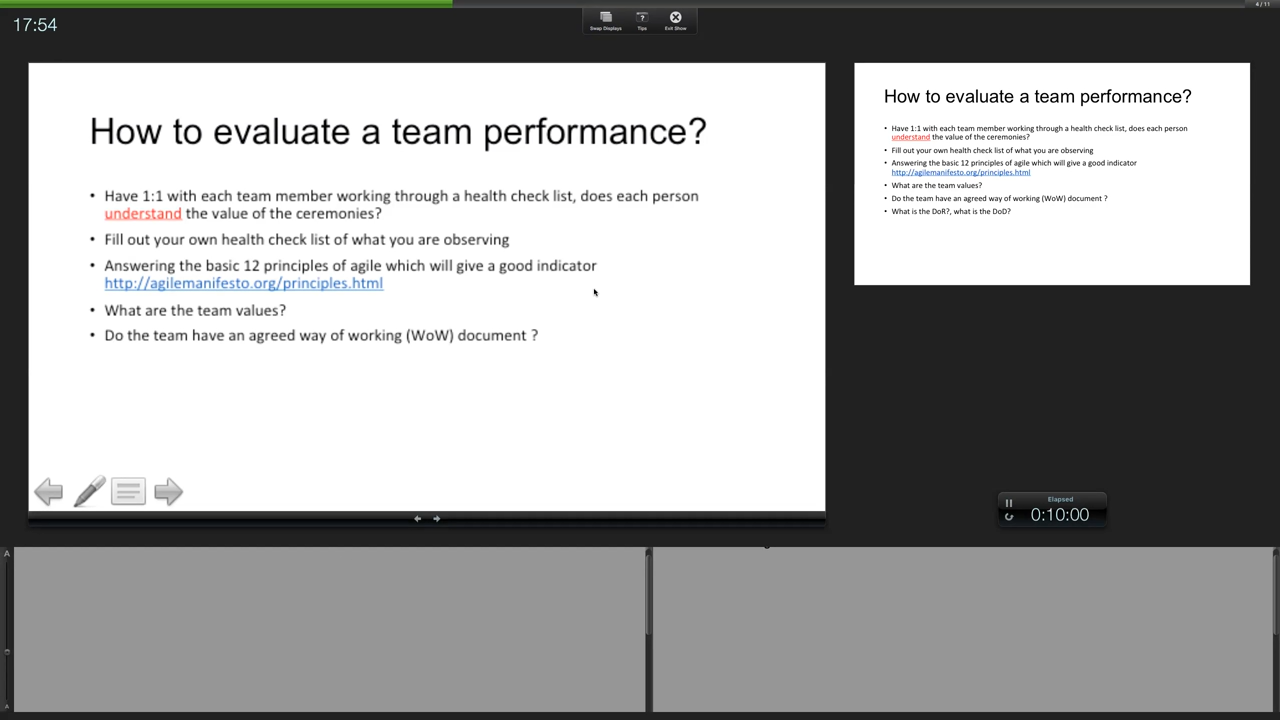 4 / 11
17:54
Swap Displays
Tips
Exit Show
How to evaluate a team performance?
• Have 1:1 with each team member working through a health check list, does each person
understand the value of the ceremonies?
• Fill out your own health check list of what you are observing
• Answering the basic 12 principles of agile which will give a good indicator
http://agilemanifesto.org/principles.html
• What are the team values?
• Do the team have an agreed way of working (WoW) document ?
How to evaluate a team performance?
• Have 1:1 with each team member working through a health check list, does each person
understand the value of the ceremonies?
• Fill out your own health check list of what you are observing
• Answering the basic 12 principles of agile which will give a good indicator
http://agilemanifesto.org/principles.html
• What are the team values?
• Do the team have an agreed way of working (WoW) document ?
• What is the DoR?, what is the DoD?
Elapsed
0:10:00
A
A